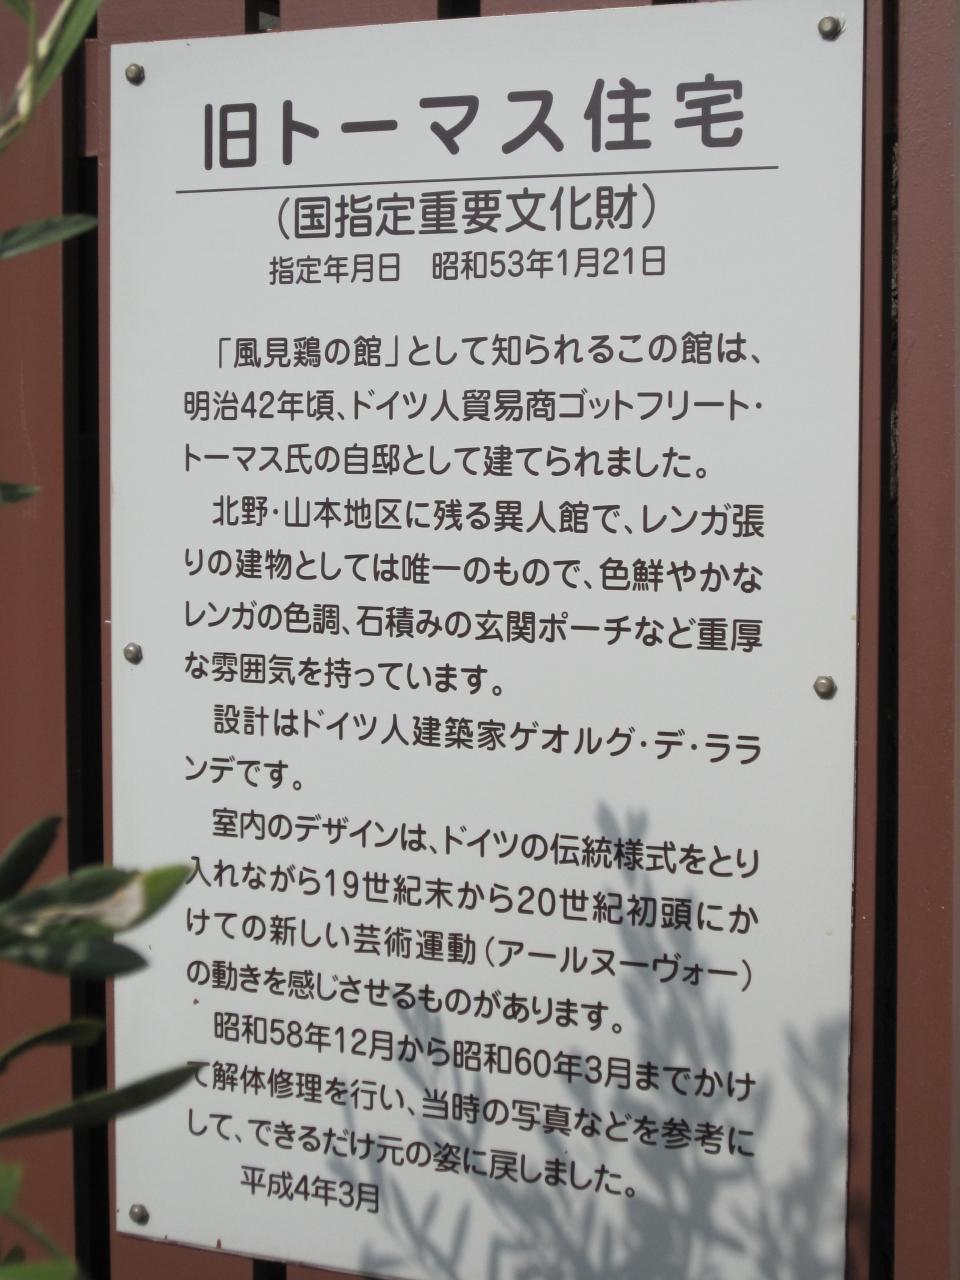 旧トーマス住宅
（国指定重要文化財）
指定年月日　昭和53年1月21日
「風見鶏の館」として知られるこの館は、
明治42年頃、ドイツ人貿易商ゴットフリート・
トーマス氏の自邸として建てられました。
北野・山本地区に残る異人館で、レンガ張
りの建物としては唯一のもので、色鮮やかな
レンガの色調、石積みの玄関ポーチなど重厚
な雰囲気を持っています。
設計はドイツ人建築家ゲオルグ・デ・ララ
ンデです。
室内のデザインは、ドイツの伝統様式をとり
入れながら19世紀末から20世紀初頭にか
けての新しい芸術運動（アールヌーヴォー）
の動きを感じさせるものがあります。
昭和58年12月から昭和60年3月までかけ
て解体修理を行い、当時の写真などを参考に
して、できるだけ元の姿に戻しました。
平成4年3月